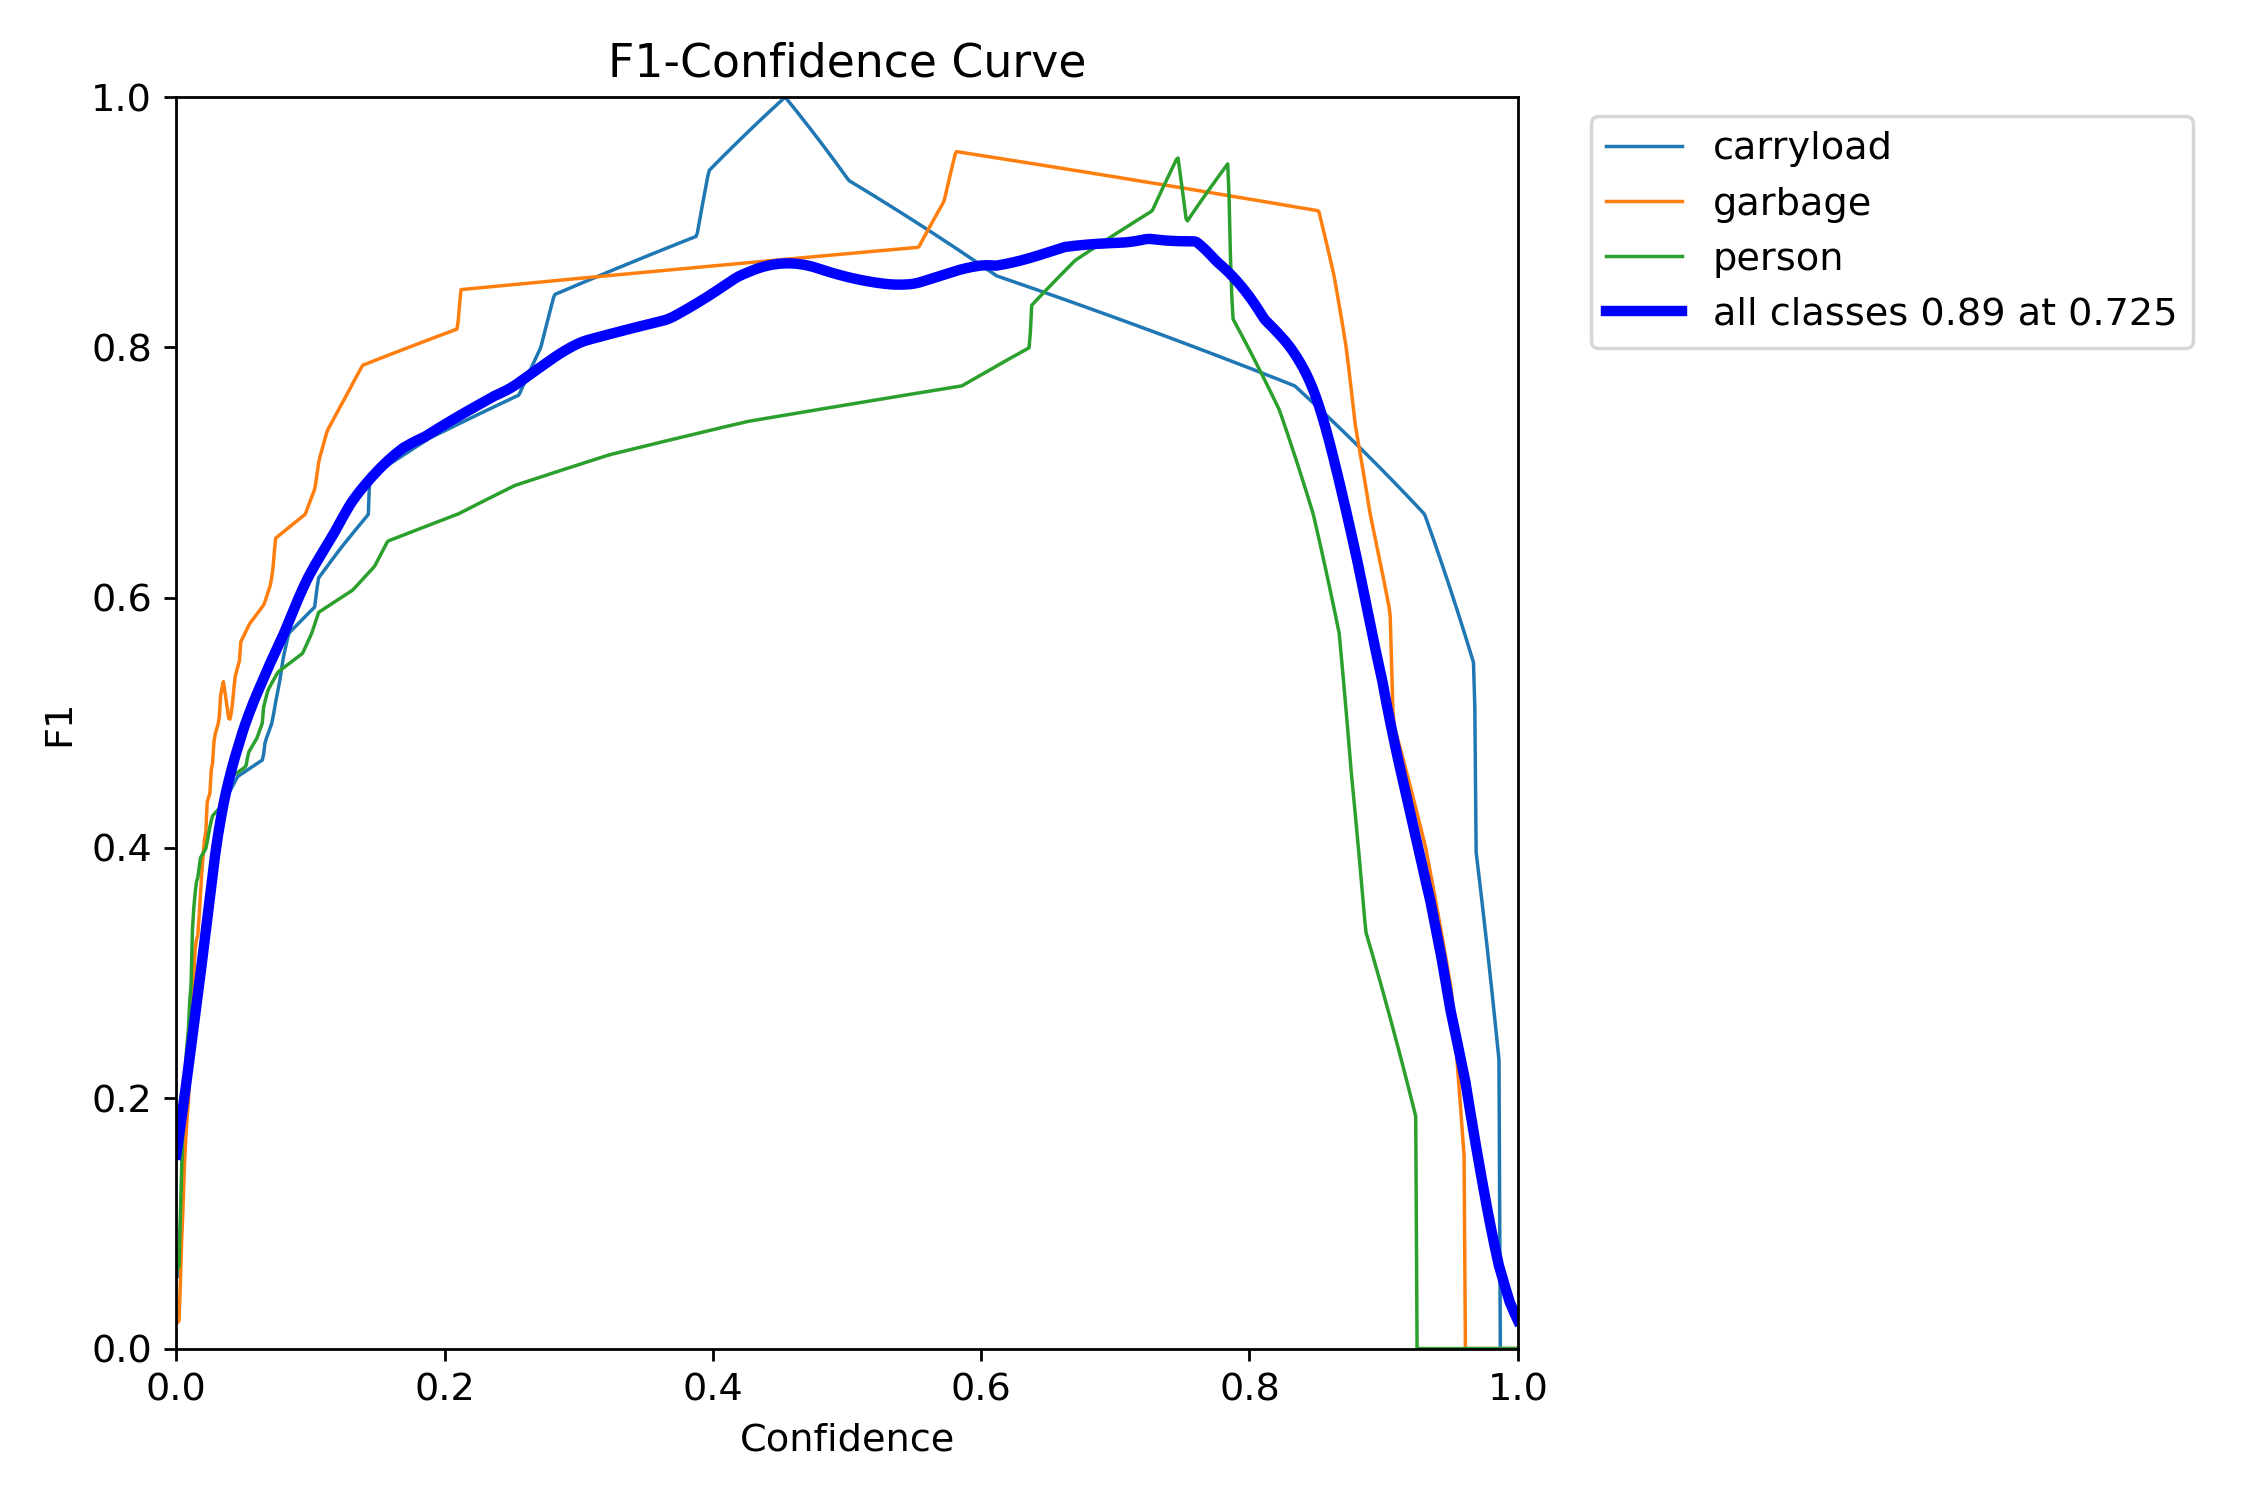 F1-Confidence Curve
carryload
garbage
person
all classes 0.89 at 0.725
1.0
0.8
0.6
0.4
0.2
0.0
F1
0.0 0.2 0.4 0.6 0.8 1.0
Confidence